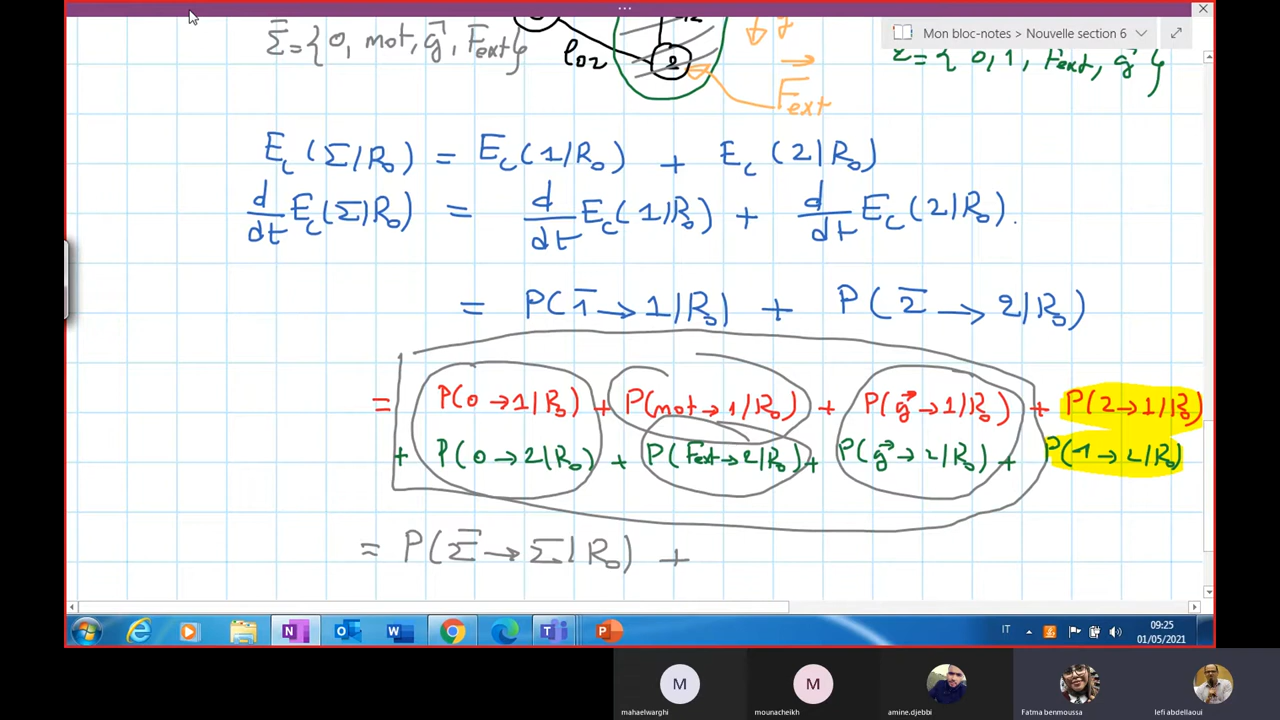 ...
Mon bloc-notes > Nouvelle section 6
Σ̅ = { 0, mot, g⃗, F⃗ext }
l02
2
F⃗ext
Σ̅ = { 0, 1, F⃗ext, g⃗ }
Ec(Σ/R0) = Ec(1/R0) + Ec(2/R0)
d/dt Ec(Σ/R0) = d/dt Ec(1/R0) + d/dt Ec(2/R0).
= P(1̅ → 1/R0) + P(2̅ → 2/R0)
= P(0 → 1/R0) + P(mot → 1/R0) + P(g⃗ → 1/R0) + P(2 → 1/R0)
+ P(0 → 2/R0) + P(Fext → 2/R0) + P(g⃗ → 2/R0) + P(1 → 2/R0)
= P(Σ̅ → Σ/R0) +
IT
09:25
01/05/2021
M
M
mahaelwarghi
mounacheikh
amine.djebbi
Fatma benmoussa
lefi abdellaoui